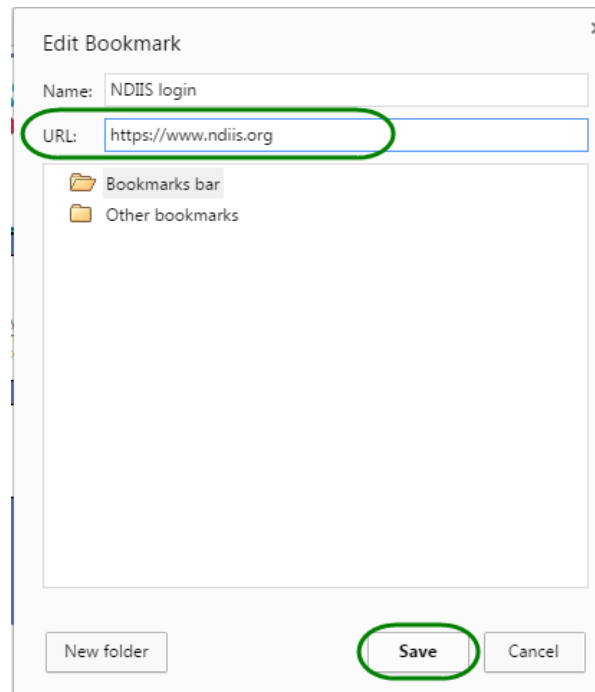 Edit Bookmark
Name: NDIIS login
URL: https://www.ndiis.org
Bookmarks bar
Other bookmarks
New folder Save Cancel